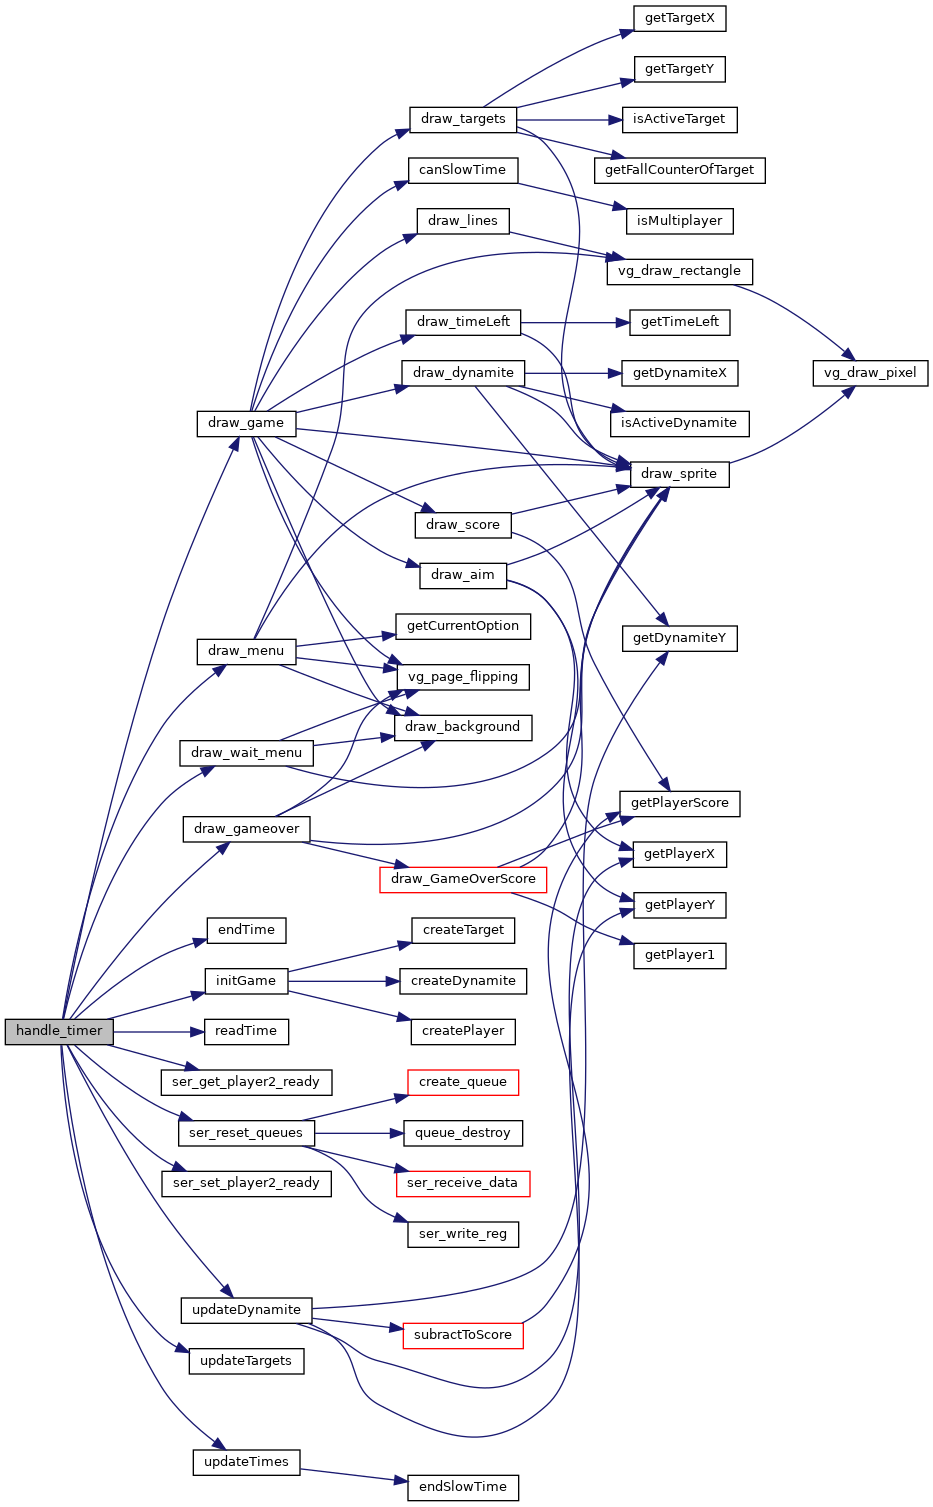 getTargetX
getTargetY
draw_targets
isActiveTarget
canSlowTime
getFallCounterOfTarget
draw_lines
isMultiplayer
vg_draw_rectangle
draw_timeLeft
getTimeLeft
draw_dynamite
getDynamiteX
vg_draw_pixel
draw_game
isActiveDynamite
draw_sprite
draw_score
draw_aim
getCurrentOption
getDynamiteY
draw_menu
vg_page_flipping
draw_background
draw_wait_menu
getPlayerScore
draw_gameover
getPlayerX
draw_GameOverScore
getPlayerY
endTime
createTarget
getPlayer1
initGame
createDynamite
handle_timer
readTime
createPlayer
ser_get_player2_ready
create_queue
ser_reset_queues
queue_destroy
ser_set_player2_ready
ser_receive_data
ser_write_reg
updateDynamite
subractToScore
updateTargets
updateTimes
endSlowTime